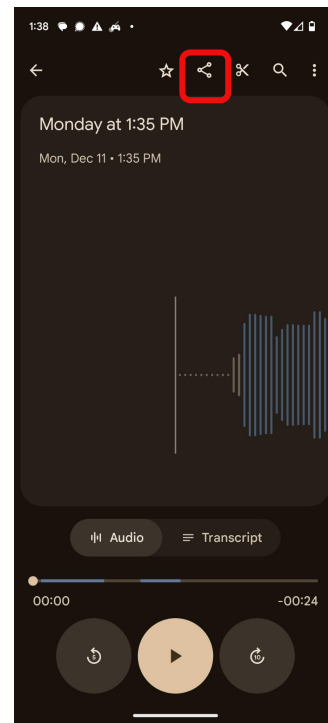 1:38
Monday at 1:35 PM
Mon, Dec 11 • 1:35 PM
Audio
Transcript
00:00
-00:24
5
10